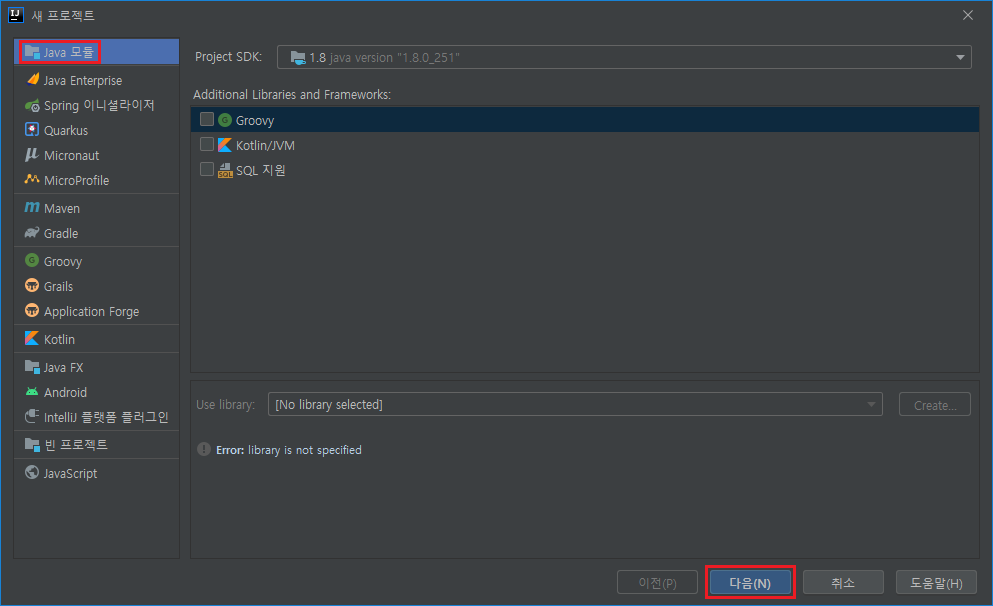 IJ
새 프로젝트
Java 모듈
Java Enterprise
Spring 이니셜라이저
Quarkus
Micronaut
MicroProfile
Maven
Gradle
Groovy
Grails
Application Forge
Kotlin
Java FX
Android
IntelliJ 플랫폼 플러그인
빈 프로젝트
JavaScript
Project SDK: 1.8 java version "1.8.0_251"
Additional Libraries and Frameworks:
Groovy
Kotlin/JVM
SQL 지원
Use library: [No library selected] Create...
Error: library is not specified
이전(P) 다음(N) 취소 도움말(H)